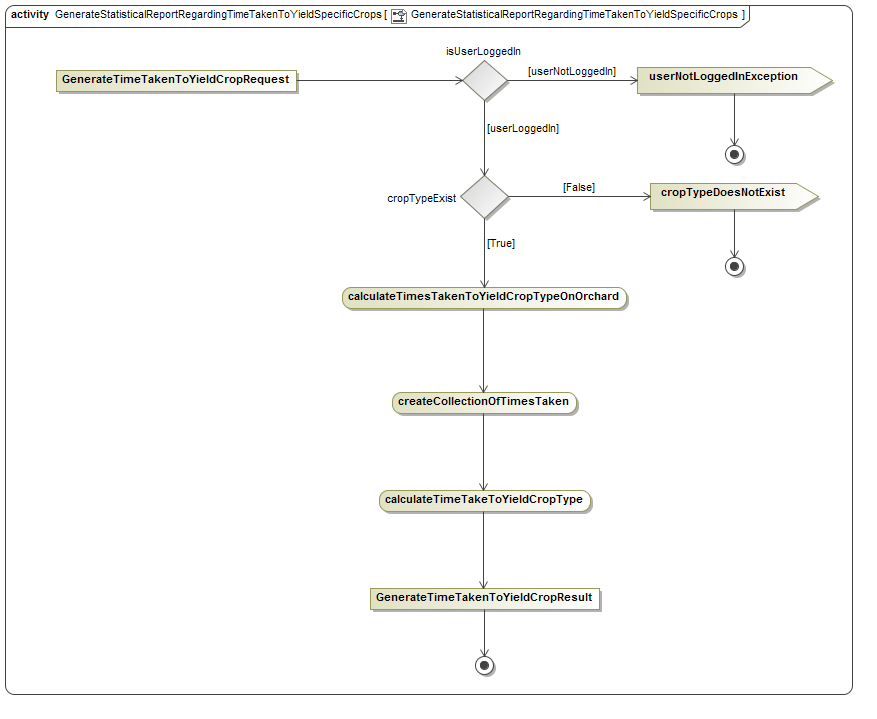 activity GenerateStatisticalReportRegardingTimeTakenToYieldSpecificCrops [ GenerateStatisticalReportRegardingTimeTakenToYieldSpecificCrops ]
isUserLoggedIn
GenerateTimeTakenToYieldCropRequest
[userNotLoggedIn]
userNotLoggedInException
[userLoggedIn]
cropTypeExist
[False]
cropTypeDoesNotExist
[True]
calculateTimesTakenToYieldCropTypeOnOrchard
createCollectionOfTimesTaken
calculateTimeTakeToYieldCropType
GenerateTimeTakenToYieldCropResult